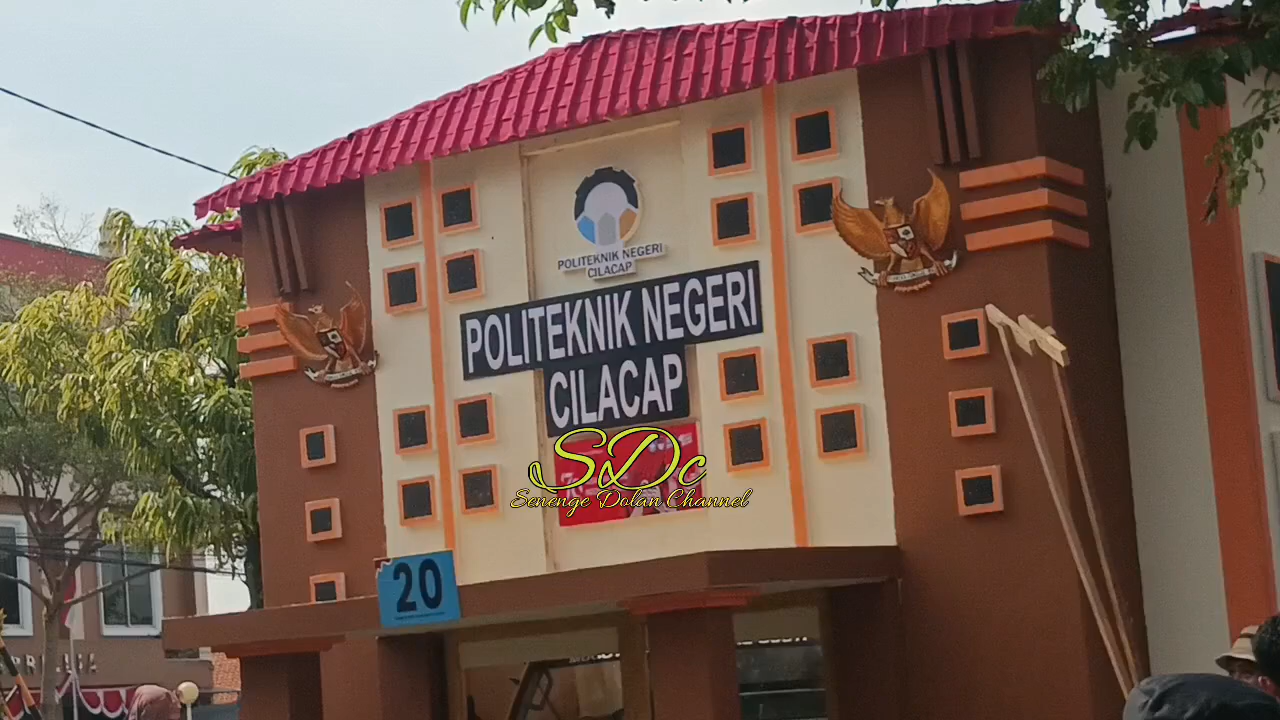 POLITEKNIK NEGERI
CILACAP
POLITEKNIK NEGERI
CILACAP
SDC
Senenge Dolan Channel
20